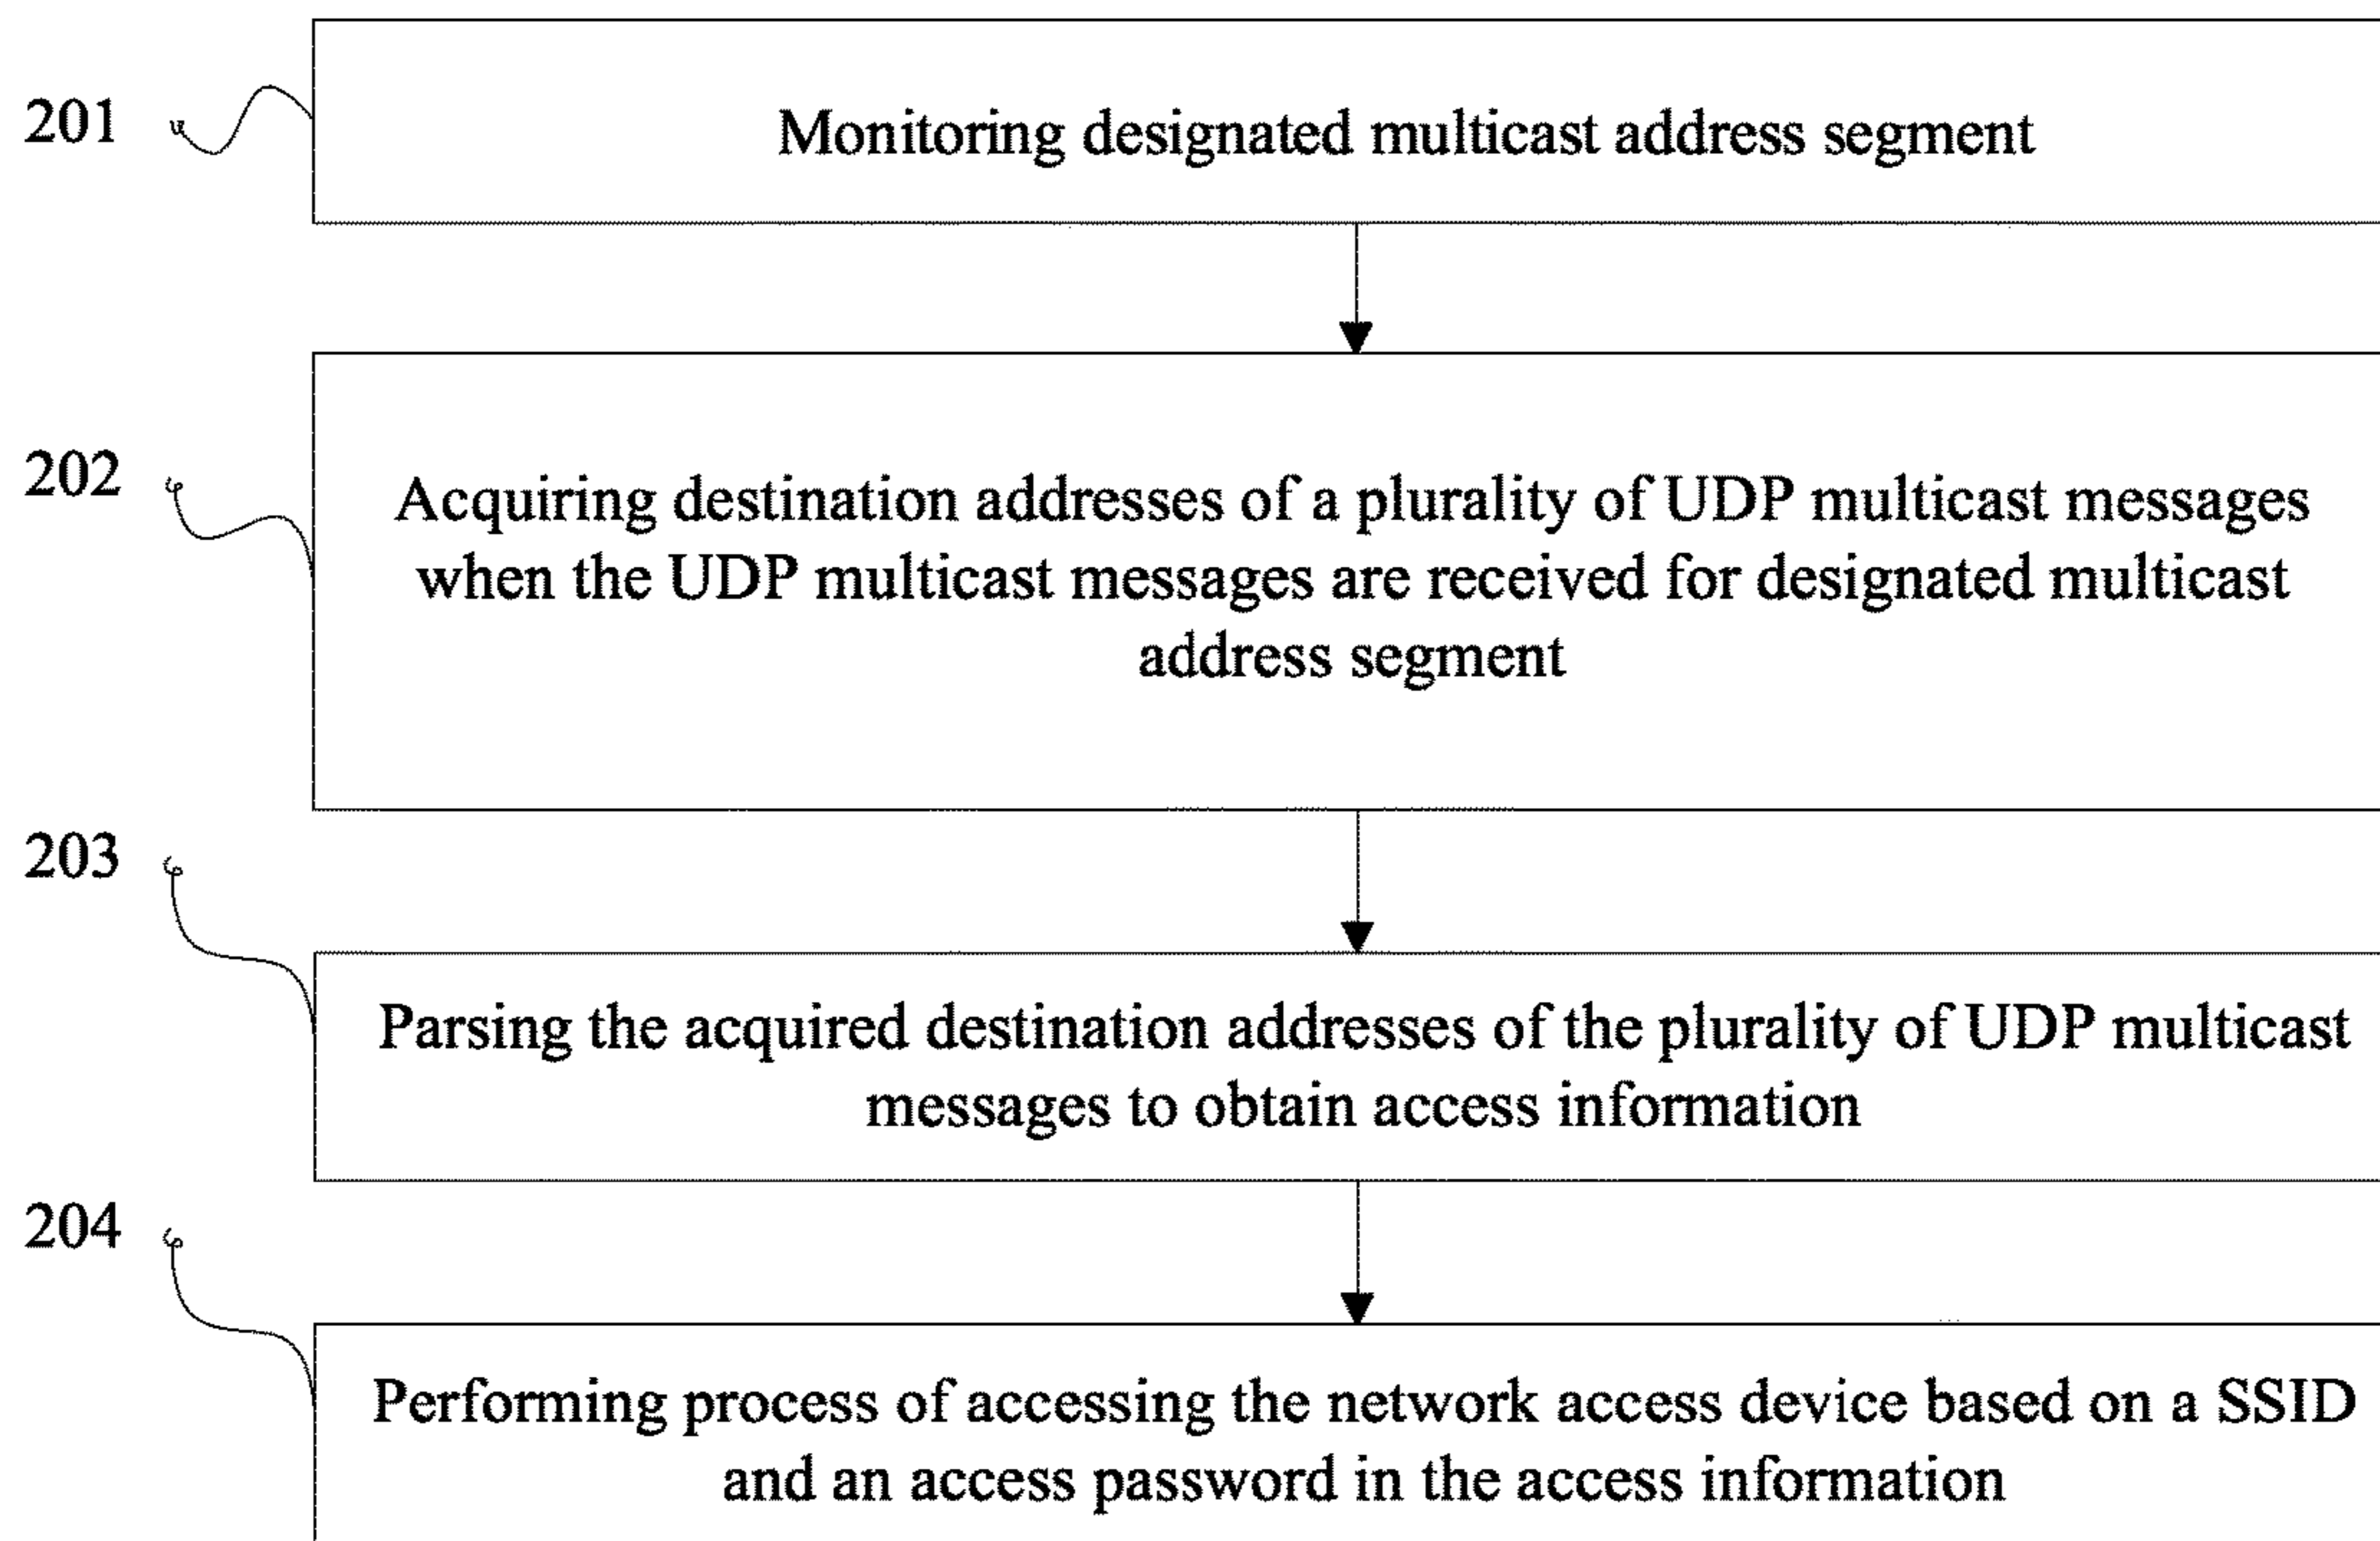 201
Monitoring designated multicast address segment
202
Acquiring destination addresses of a plurality of UDP multicast messages
when the UDP multicast messages are received for designated multicast
address segment
203
Parsing the acquired destination addresses of the plurality of UDP multicast
messages to obtain access information
204
Performing process of accessing the network access device based on a SSID
and an access password in the access information